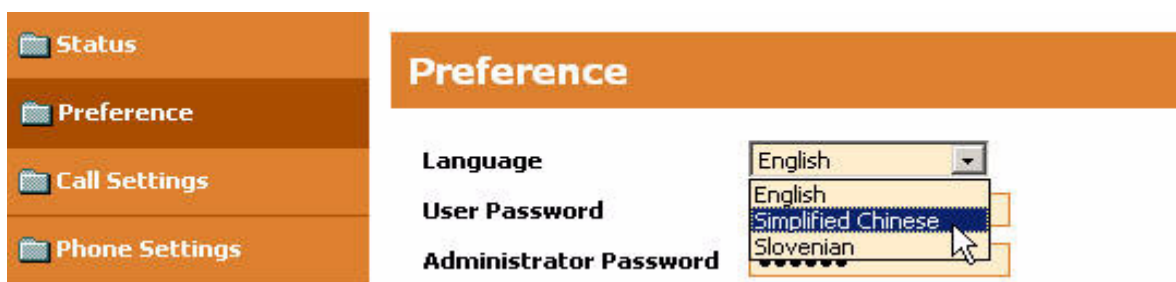 Status
Preference
Call Settings
Phone Settings
Preference
Language English
English
User Password
Simplified Chinese
Slovenian
Administrator Password ●●●●●●